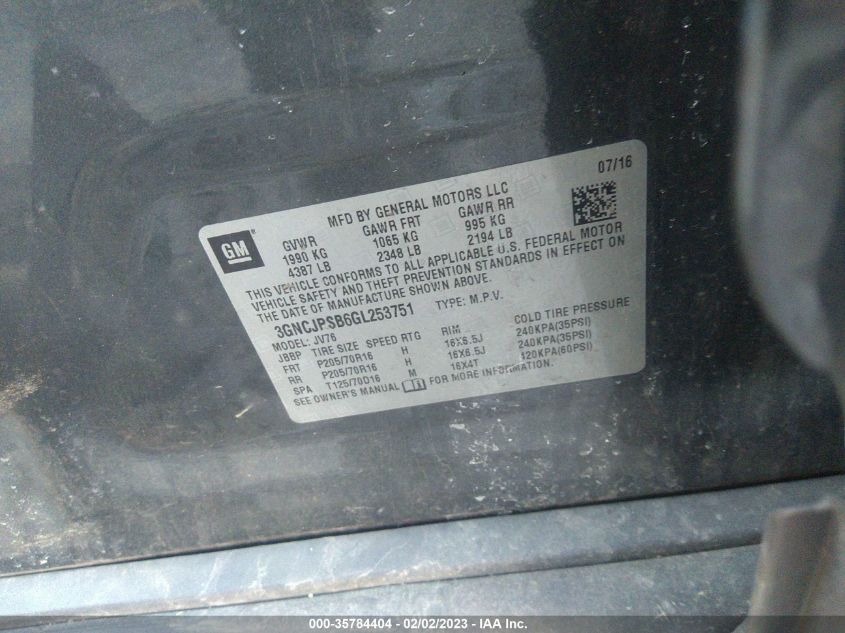 07/16
GM
MFD BY GENERAL MOTORS LLC
GVWR GAWR FRT GAWR RR
1990 KG 1065 KG 995 KG
4387 LB 2348 LB 2194 LB
THIS VEHICLE CONFORMS TO ALL APPLICABLE U.S. FEDERAL MOTOR
VEHICLE SAFETY AND THEFT PREVENTION STANDARDS IN EFFECT ON
THE DATE OF MANUFACTURE SHOWN ABOVE.
3GNCJPSB6GL253751 TYPE: M.P.V.
MODEL: JV76
J8BP TIRE SIZE SPEED RTG RIM COLD TIRE PRESSURE
FRT P205/70R16 H 16X6.5J 240KPA(35PSI)
RR P205/70R16 H 16X6.5J 240KPA(35PSI)
SPA T125/70D16 M 16X4T 420KPA(60PSI)
SEE OWNER'S MANUAL FOR MORE INFORMATION.
000-35784404 - 02/02/2023 - IAA Inc.